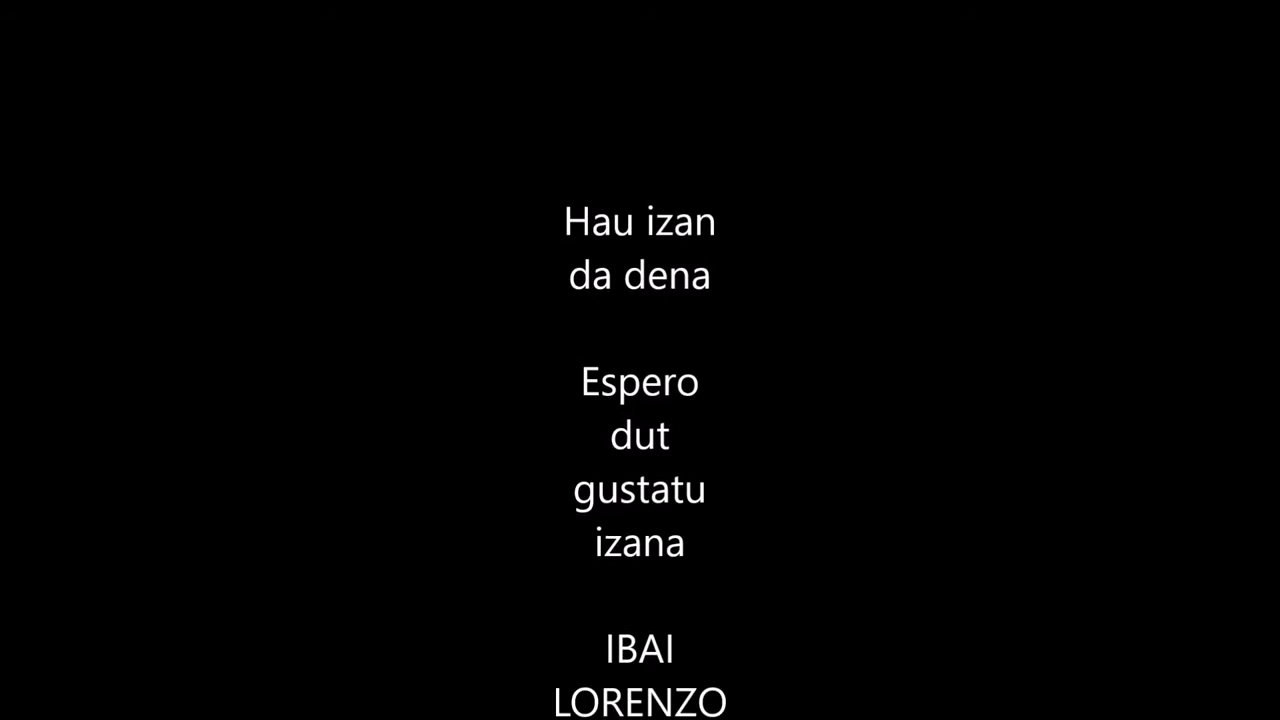 Hau izan
da dena
Espero
dut
gustatu
izana
IBAI
LORENZO